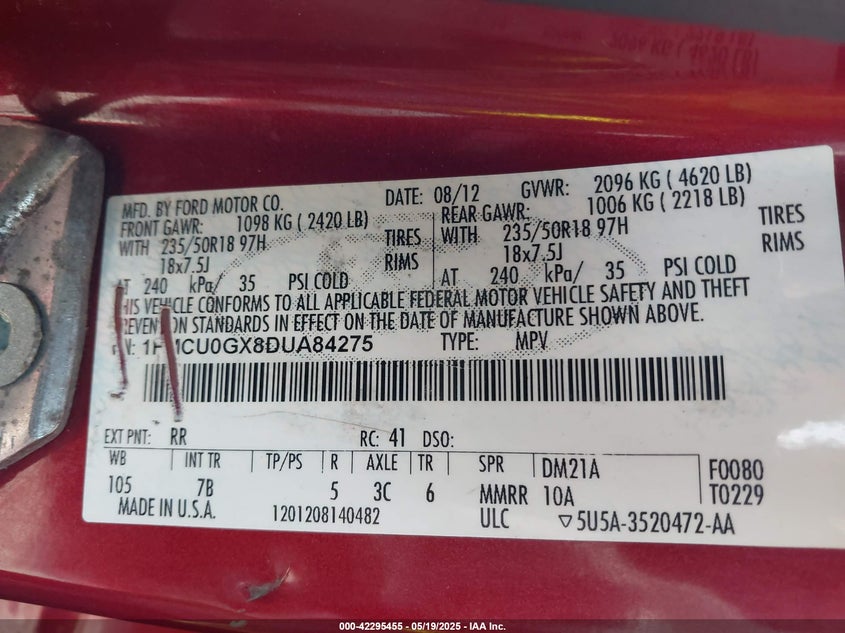 MFD. BY FORD MOTOR CO. DATE: 08/12 GVWR: 2096 KG ( 4620 LB)
FRONT GAWR: 1098 KG ( 2420 LB) REAR GAWR: 1006 KG ( 2218 LB)
WITH 235/50R18 97H TIRES WITH 235/50R18 97H TIRES
18x7.5J RIMS 18x7.5J RIMS
AT 240 kPa/ 35 PSI COLD AT 240 kPa/ 35 PSI COLD
THIS VEHICLE CONFORMS TO ALL APPLICABLE FEDERAL MOTOR VEHICLE SAFETY AND THEFT
PREVENTION STANDARDS IN EFFECT ON THE DATE OF MANUFACTURE SHOWN ABOVE.
VIN: 1FMCU0GX8DUA84275 TYPE: MPV
EXT PNT: RR RC: 41 DSO:
WB INT TR TP/PS R AXLE TR SPR DM21A F0080
105 7B 5 3C 6 MMRR 10A T0229
MADE IN U.S.A. 1201208140482 ULC ▽5U5A-3520472-AA
000-42295455 - 05/19/2025 - IAA Inc.